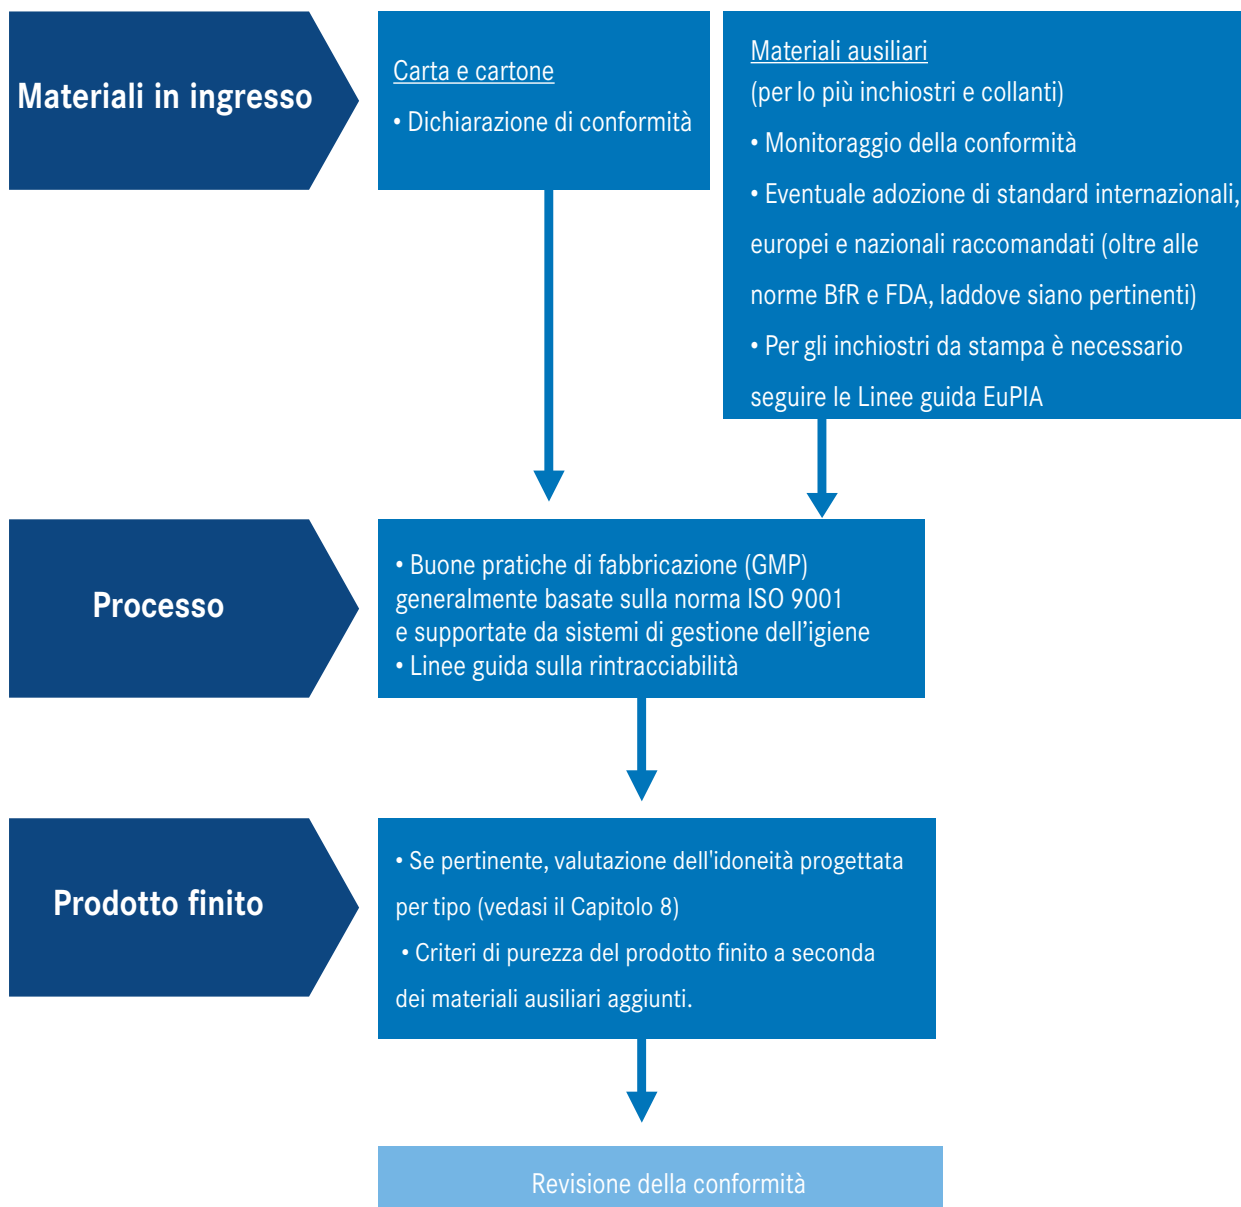 Materiali in ingresso
Carta e cartone
• Dichiarazione di conformità
Materiali ausiliari
(per lo più inchiostri e collanti)
• Monitoraggio della conformità
• Eventuale adozione di standard internazionali,
europei e nazionali raccomandati (oltre alle
norme BfR e FDA, laddove siano pertinenti)
• Per gli inchiostri da stampa è necessario
seguire le Linee guida EuPIA
Processo
• Buone pratiche di fabbricazione (GMP)
generalmente basate sulla norma ISO 9001
e supportate da sistemi di gestione dell’igiene
• Linee guida sulla rintracciabilità
Prodotto finito
• Se pertinente, valutazione dell'idoneità progettata
per tipo (vedasi il Capitolo 8)
• Criteri di purezza del prodotto finito a seconda
dei materiali ausiliari aggiunti.
Revisione della conformità